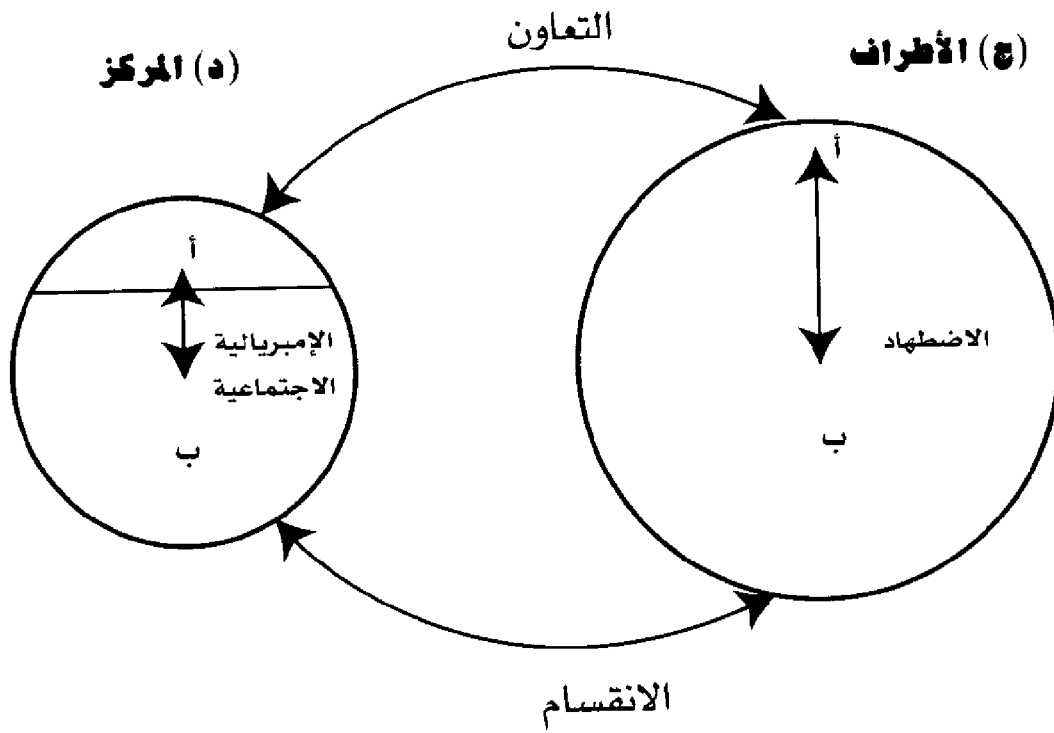 التعاون
(ج) الأطراف
(د) المركز
أ
أ
الإمبريالية
الاجتماعية
الاضطهاد
ب
ب
الانقسام